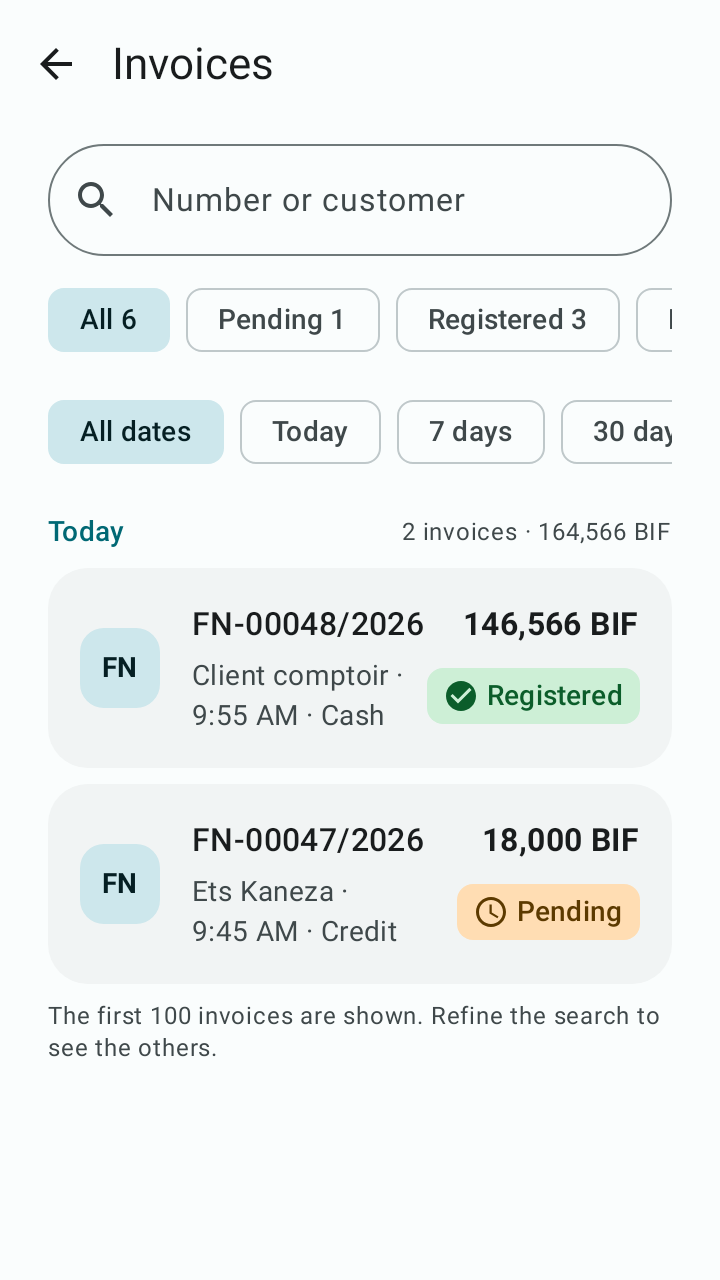 Invoices
Number or customer
All 6
Pending 1
Registered 3
All dates
Today
7 days
30 day
Today
2 invoices · 164,566 BIF
FN
FN-00048/2026
146,566 BIF
Client comptoir ·
9:55 AM · Cash
Registered
FN
FN-00047/2026
18,000 BIF
Ets Kaneza ·
9:45 AM · Credit
Pending
The first 100 invoices are shown. Refine the search to
see the others.